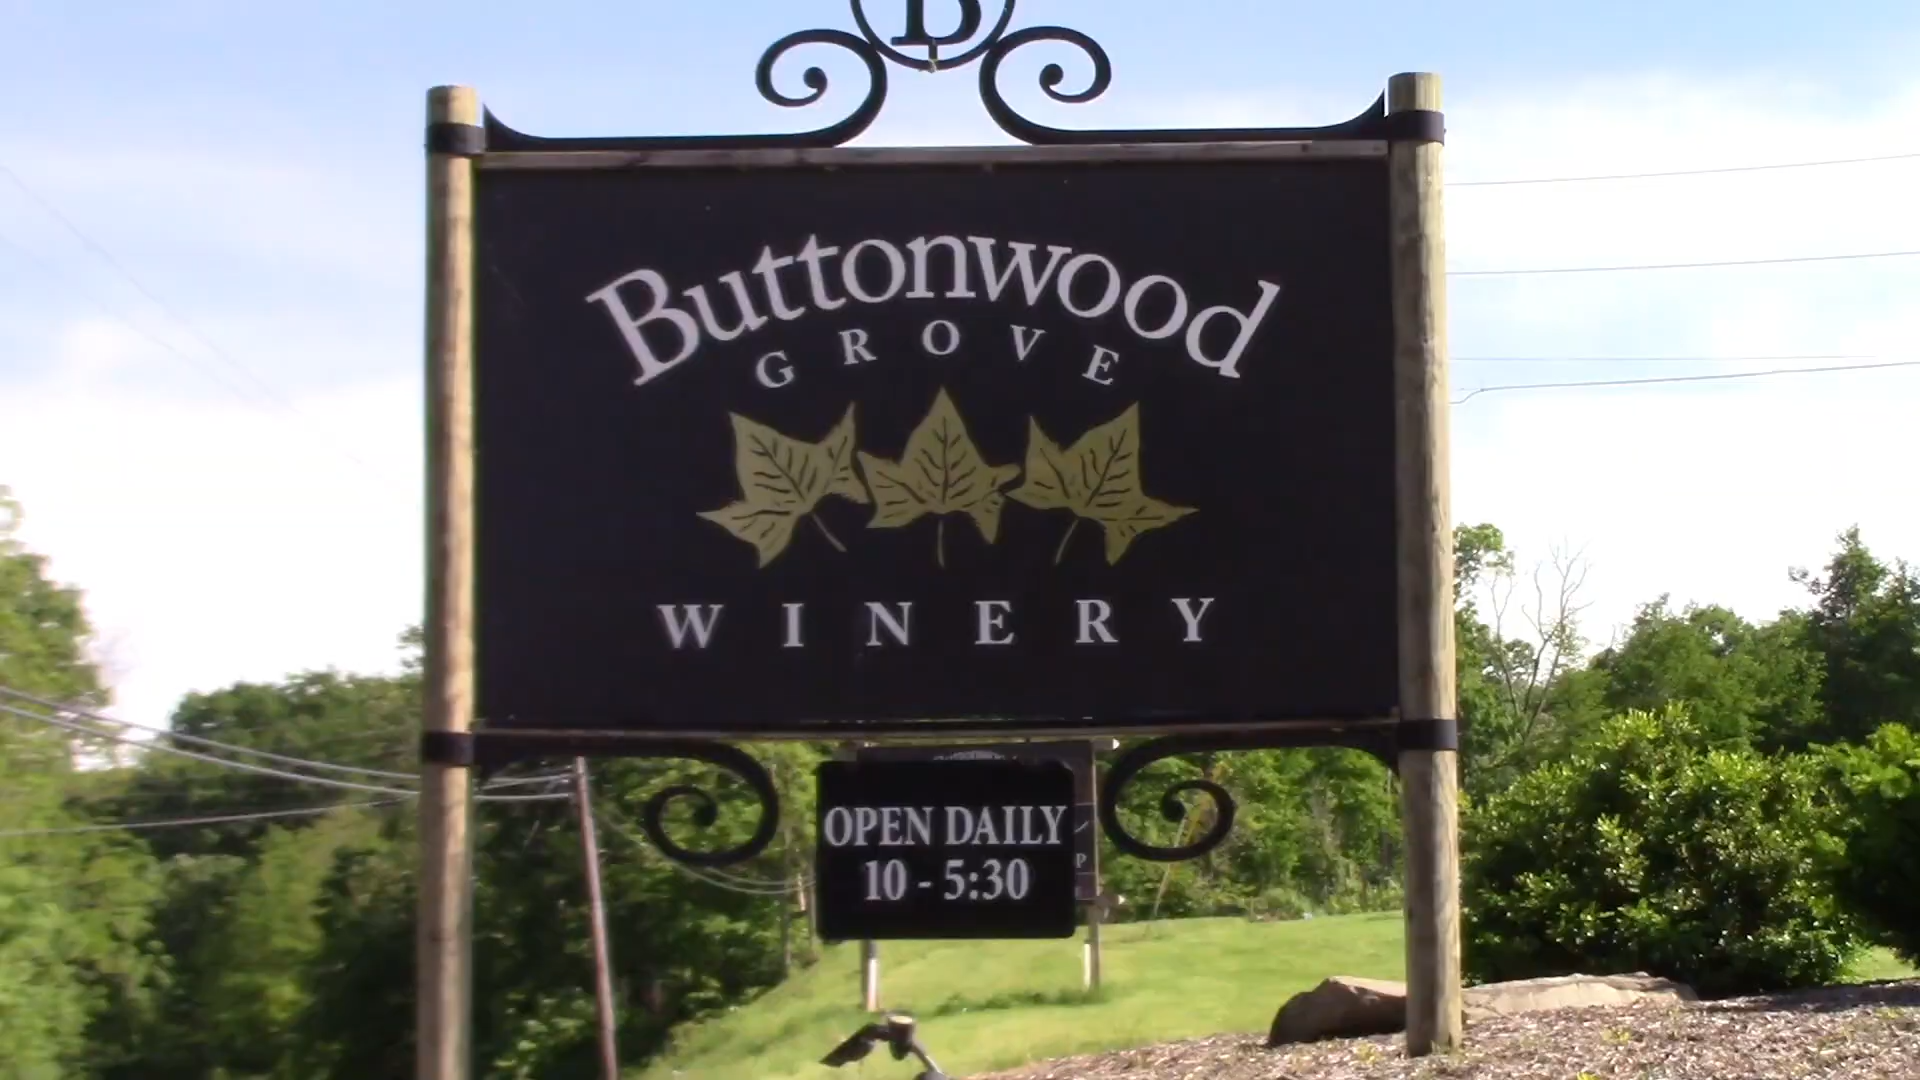 B
Buttonwood
GROVE
WINERY
OPEN DAILY
10 - 5:30
P